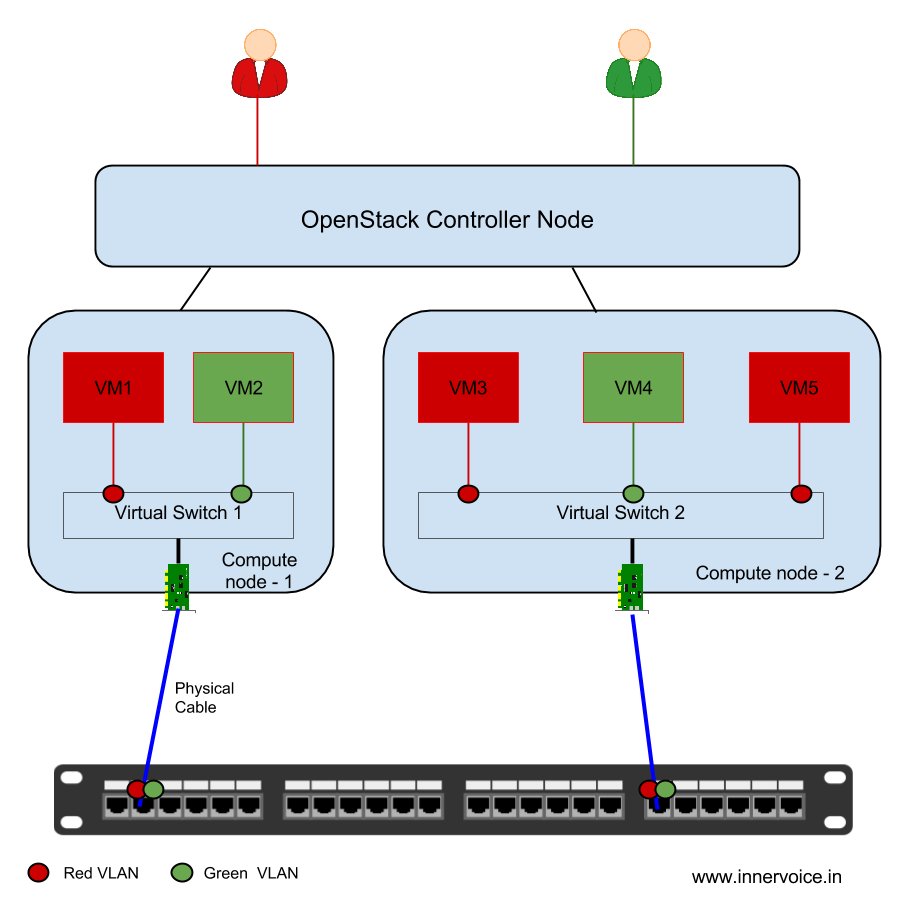 OpenStack Controller Node
VM1
VM2
VM3
VM4
VM5
Virtual Switch 1
Virtual Switch 2
Compute
node - 1
Compute node - 2
Physical
Cable
Red VLAN
Green  VLAN
www.innervoice.in